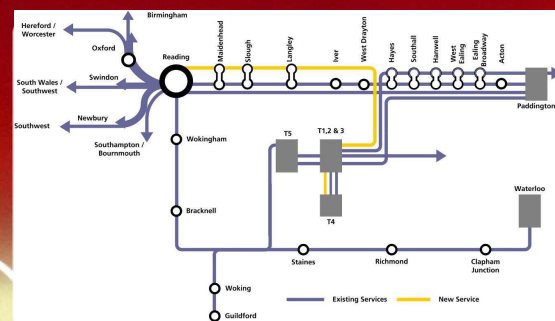 Birmingham
Hereford /
Worcester
Oxford
Reading
Maidenhead
Slough
Langley
Iver
West Drayton
Hayes
Southall
Hanwell
West
Ealing
Ealing
Broadway
Acton
South Wales /
Southwest
Swindon
Paddington
Southwest
Newbury
Southampton /
Bournmouth
Wokingham
T5
T1,2 & 3
T4
Waterloo
Bracknell
Staines
Richmond
Clapham
Junction
Woking
Guildford
Existing Services
New Service